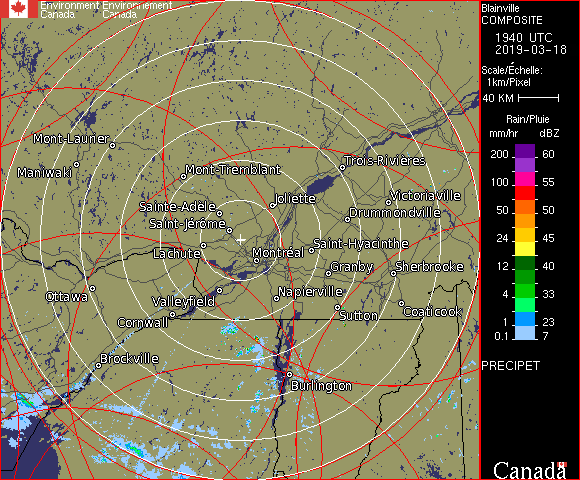 Environment Environnement
Canada Canada
Blainville
COMPOSITE
1940 UTC
2019-03-18
Scale/Échelle:
1km/Pixel
40 KM
Rain/Pluie
mm/hr dBZ
200 60
100 55
50 50
24 45
12 40
4 33
1 23
0.1 7
PRECIPET
Mont-Laurier
Maniwaki
Mont-Tremblant
Trois-Rivières
Joliette
Victoriaville
Sainte-Adèle
Drummondville
Saint-Jérôme
Saint-Hyacinthe
Lachute
Montréal
Granby
Sherbrooke
Ottawa
Valleyfield
Napierville
Cornwall
Sutton
Coaticook
Brockville
Burlington
Canada